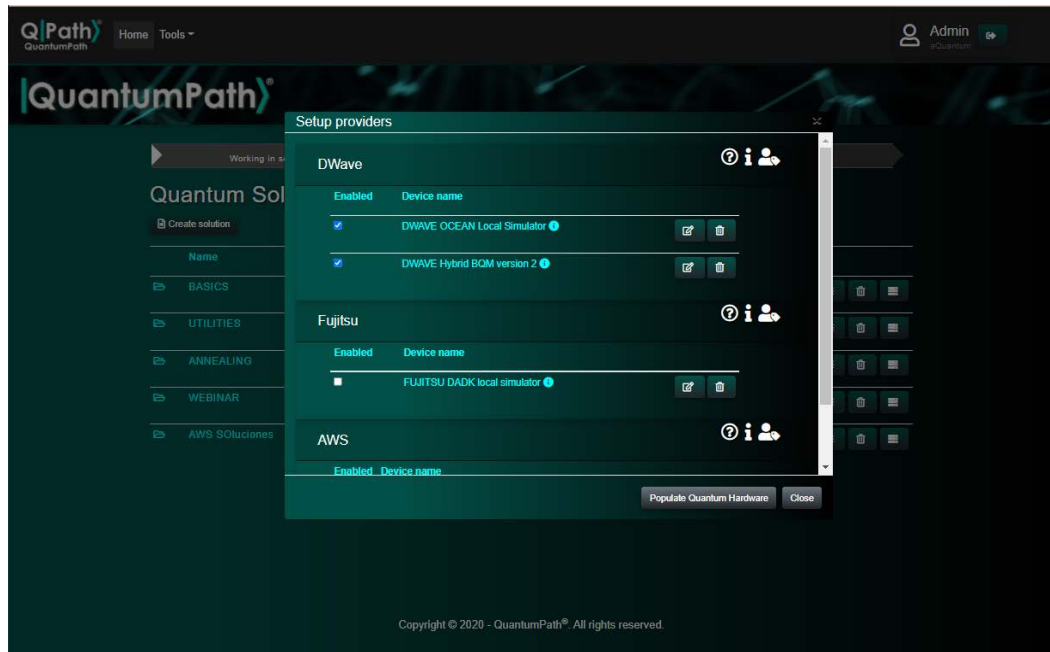 Q|Path⟩®
QuantumPath
Home Tools
Admin
aQuantum
|QuantumPath⟩®
Setup providers
Working in
Quantum Sol
Create solution
Name
BASICS
UTILITIES
ANNEALING
WEBINAR
AWS SOluciones
DWave
Enabled Device name
DWAVE OCEAN Local Simulator
DWAVE Hybrid BQM version 2
Fujitsu
Enabled Device name
FUJITSU DADK local simulator
AWS
Enabled Device name
Populate Quantum Hardware Close
Copyright © 2020 - QuantumPath®. All rights reserved.